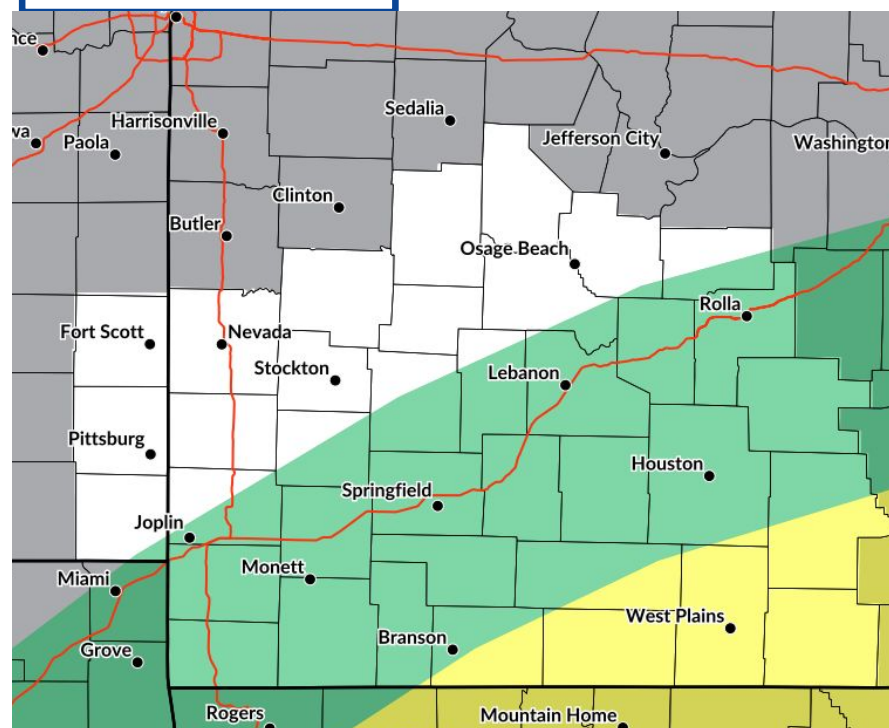 Sedalia
Harrisonville
Jefferson City
Paola
Clinton
Butler
Osage Beach
Rolla
Fort Scott
Nevada
Stockton
Lebanon
Pittsburg
Houston
Springfield
Joplin
Miami
Monett
West Plains
Branson
Grove
Rogers
Mountain Home